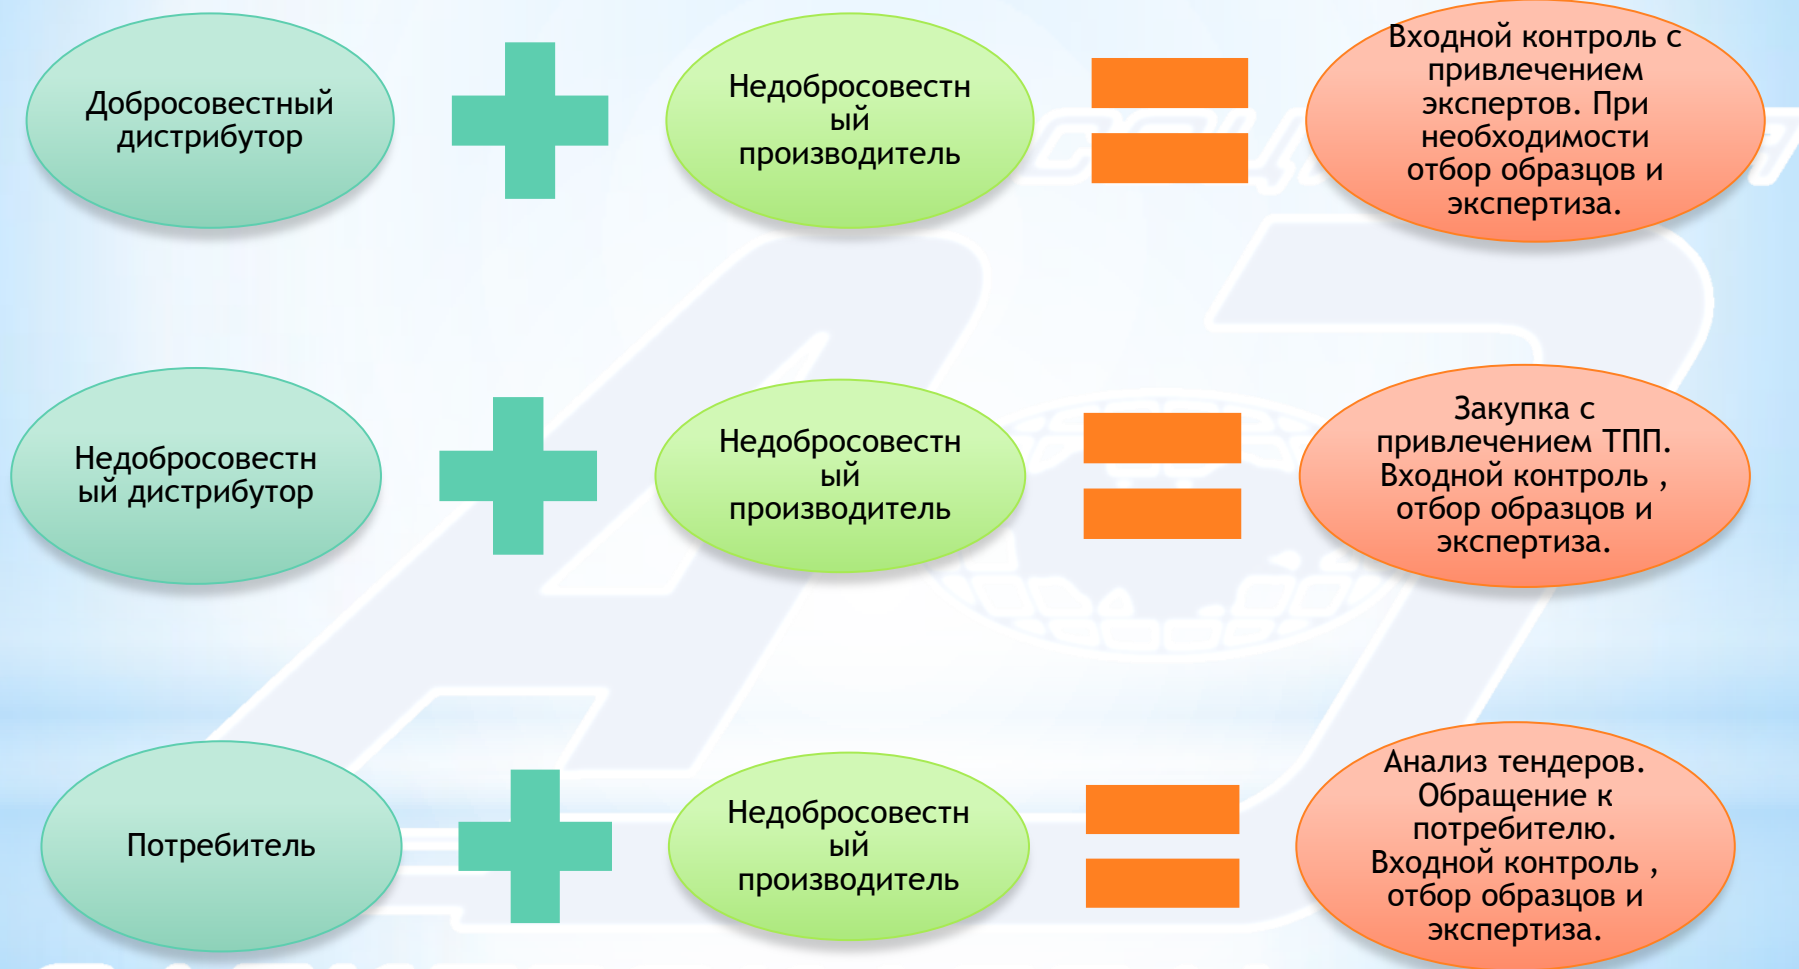 Добросовестный
дистрибутор
Недобросовестн
ый
производитель
Входной контроль с
привлечением
экспертов. При
необходимости
отбор образцов и
экспертиза.
Недобросовестн
ый дистрибутор
Недобросовестн
ый
производитель
Закупка с
привлечением ТПП.
Входной контроль ,
отбор образцов и
экспертиза.
Потребитель
Недобросовестн
ый
производитель
Анализ тендеров.
Обращение к
потребителю.
Входной контроль ,
отбор образцов и
экспертиза.